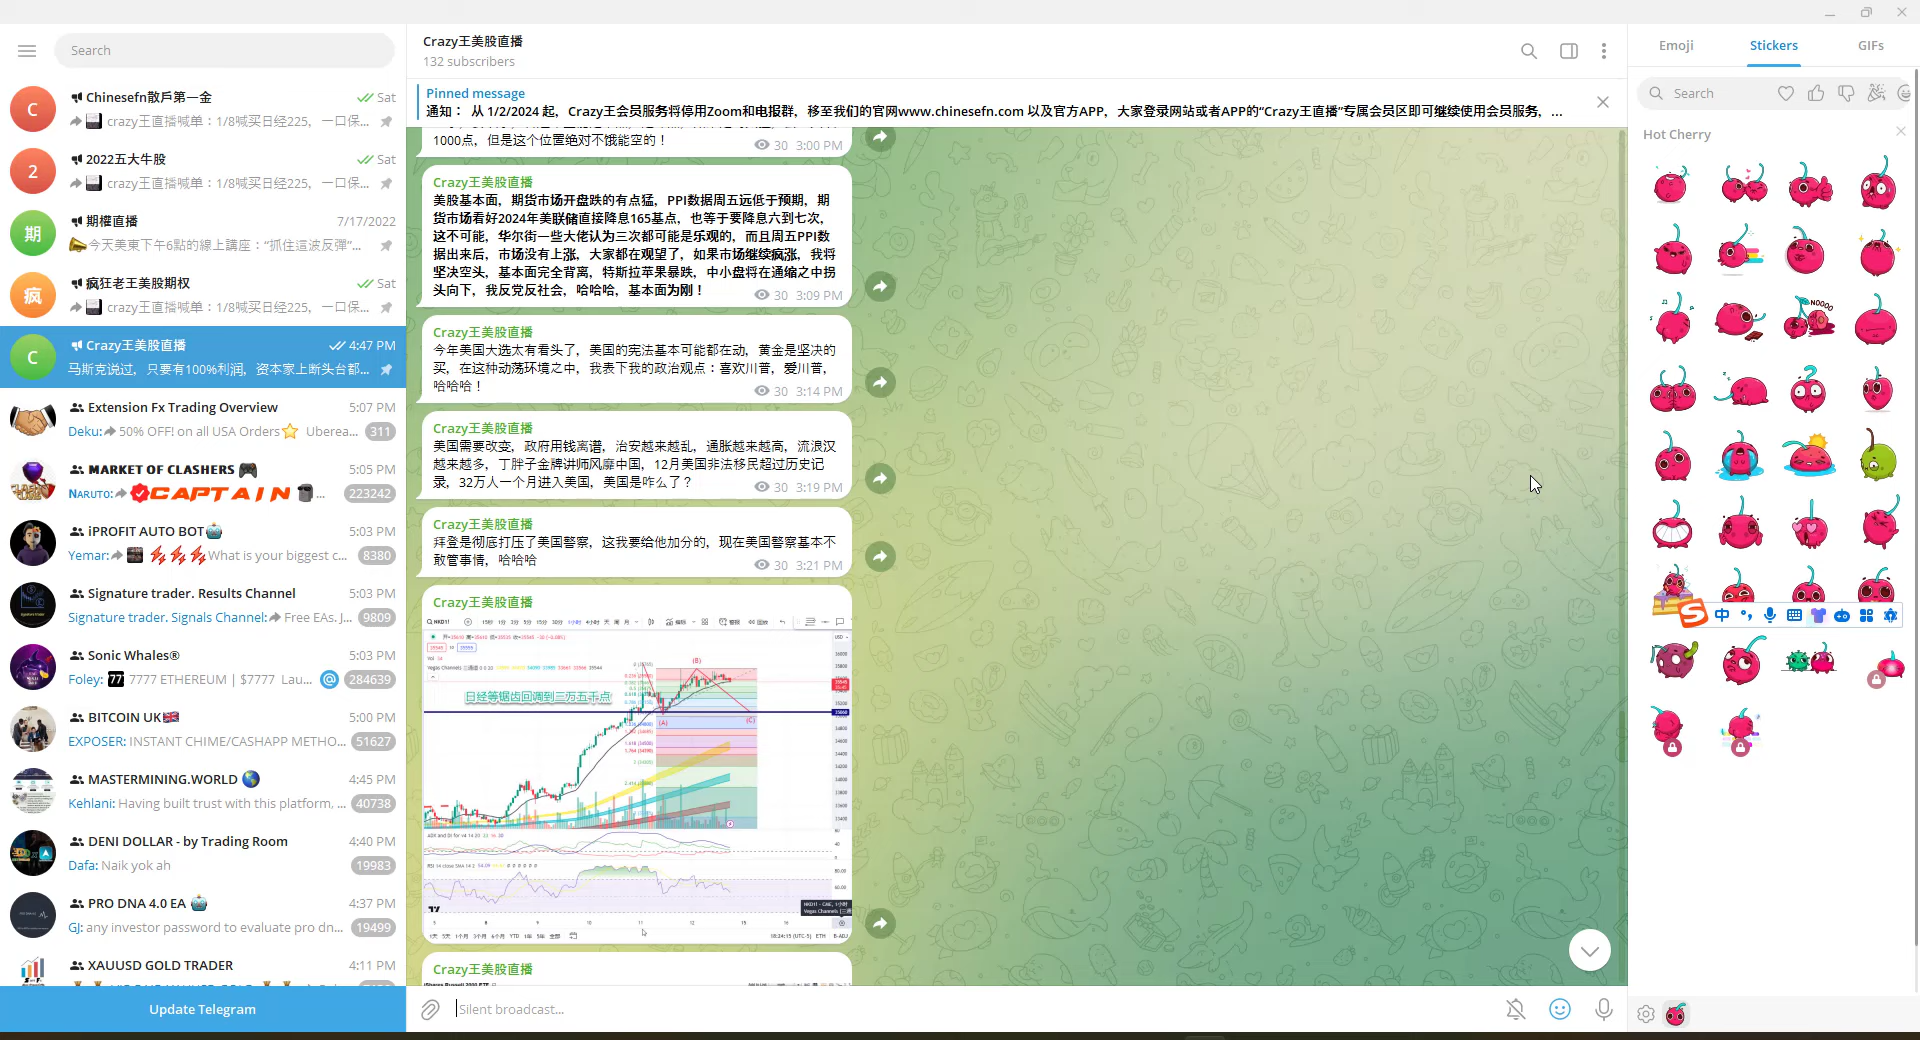 Search
Chinesefn散戶第一金
Sat
crazy王直播喊单：1/8喊买日经225，一口保...
2022五大牛股
Sat
crazy王直播喊单：1/8喊买日经225，一口保...
期權直播
7/17/2022
今天美東下午6點的線上講座：“抓住這波反彈”...
疯狂老王美股期权
Sat
crazy王直播喊单：1/8喊买日经225，一口保...
Crazy王美股直播
4:47 PM
马斯克说过，只要有100%利润，资本家上断头台都...
Extension Fx Trading Overview
5:07 PM
Deku: 50% OFF! on all USA Orders⭐ Uberea...
311
MARKET OF CLASHERS 🎮
5:05 PM
Naruto: CAPTAIN ...
223242
iPROFIT AUTO BOT🤖
5:03 PM
Yemar: ⚡⚡⚡What is your biggest c...
8380
Signature trader. Results Channel
5:03 PM
Signature trader. Signals Channel: Free EAs. J...
9809
Sonic Whales®
5:03 PM
Foley: 7777 ETHEREUM | $7777 Lau...
@ 284639
BITCOIN UK🇬🇧
5:00 PM
EXPOSER: INSTANT CHIME/CASHAPP METHO...
51627
MASTERMINING.WORLD 🌎
4:45 PM
Kehlani: Having built trust with this platform, ...
40738
DENI DOLLAR - by Trading Room
4:40 PM
Dafa: Naik yok ah
19983
PRO DNA 4.0 EA 🤖
4:37 PM
GJ: any investor password to evaluate pro dn...
19499
XAUUSD GOLD TRADER
4:11 PM
Update Telegram
Crazy王美股直播
132 subscribers
Pinned message
通知： 从 1/2/2024 起，Crazy王会员服务将停用Zoom和电报群，移至我们的官网www.chinesefn.com 以及官方APP，大家登录网站或者APP的“Crazy王直播”专属会员区即可继续使用会员服务，...
1000点，但是这个位置绝对不俄能空的！
30 3:00 PM
Crazy王美股直播
美股基本面，期货市场开盘跌的有点猛，PPI数据周五远低于预期，期
货市场看好2024年美联储直接降息165基点，也等于要降息六到七次，
这不可能，华尔街一些大佬认为三次都可能是乐观的，而且周五PPI数
据出来后，市场没有上涨，大家都在观望了，如果市场继续疯涨，我将
坚决空头，基本面完全背离，特斯拉苹果暴跌，中小盘将在通缩之中拐
头向下，我反党反社会，哈哈哈，基本面为刚！
30 3:09 PM
Crazy王美股直播
今年美国大选太有看头了，美国的宪法基本可能都在动，黄金是坚决的
买，在这种动荡环境之中，我表下我的政治观点：喜欢川普，爱川普，
哈哈哈！
30 3:14 PM
Crazy王美股直播
美国需要改变，政府用钱离谱，治安越来越乱，通胀越来越高，流浪汉
越来越多，丁胖子金牌讲师风靡中国，12月美国非法移民超过历史记
录，32万人一个月进入美国，美国是咋么了？
30 3:19 PM
Crazy王美股直播
拜登是彻底打压了美国警察，这我要给他加分的，现在美国警察基本不
敢管事情，哈哈哈
30 3:21 PM
Crazy王美股直播
日经等锯齿回调到三万五千点
(B)
(A)
(C)
Crazy王美股直播
iShares Russell 2000 ETF
Silent broadcast...
Emoji
Stickers
GIFs
Search
Hot Cherry
NOOOO
中